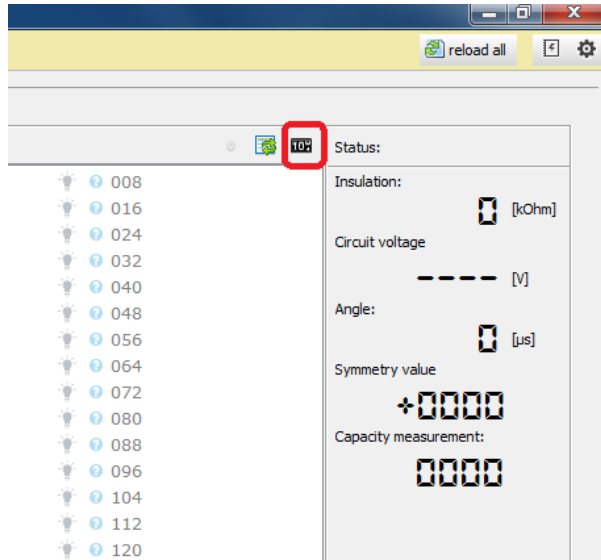 reload all
Status:
008
016
024
032
040
048
056
064
072
080
088
096
104
112
120
Insulation:
0 [kOhm]
Circuit voltage
---- [V]
Angle:
0 [µs]
Symmetry value
+0000
Capacity measurement:
0000